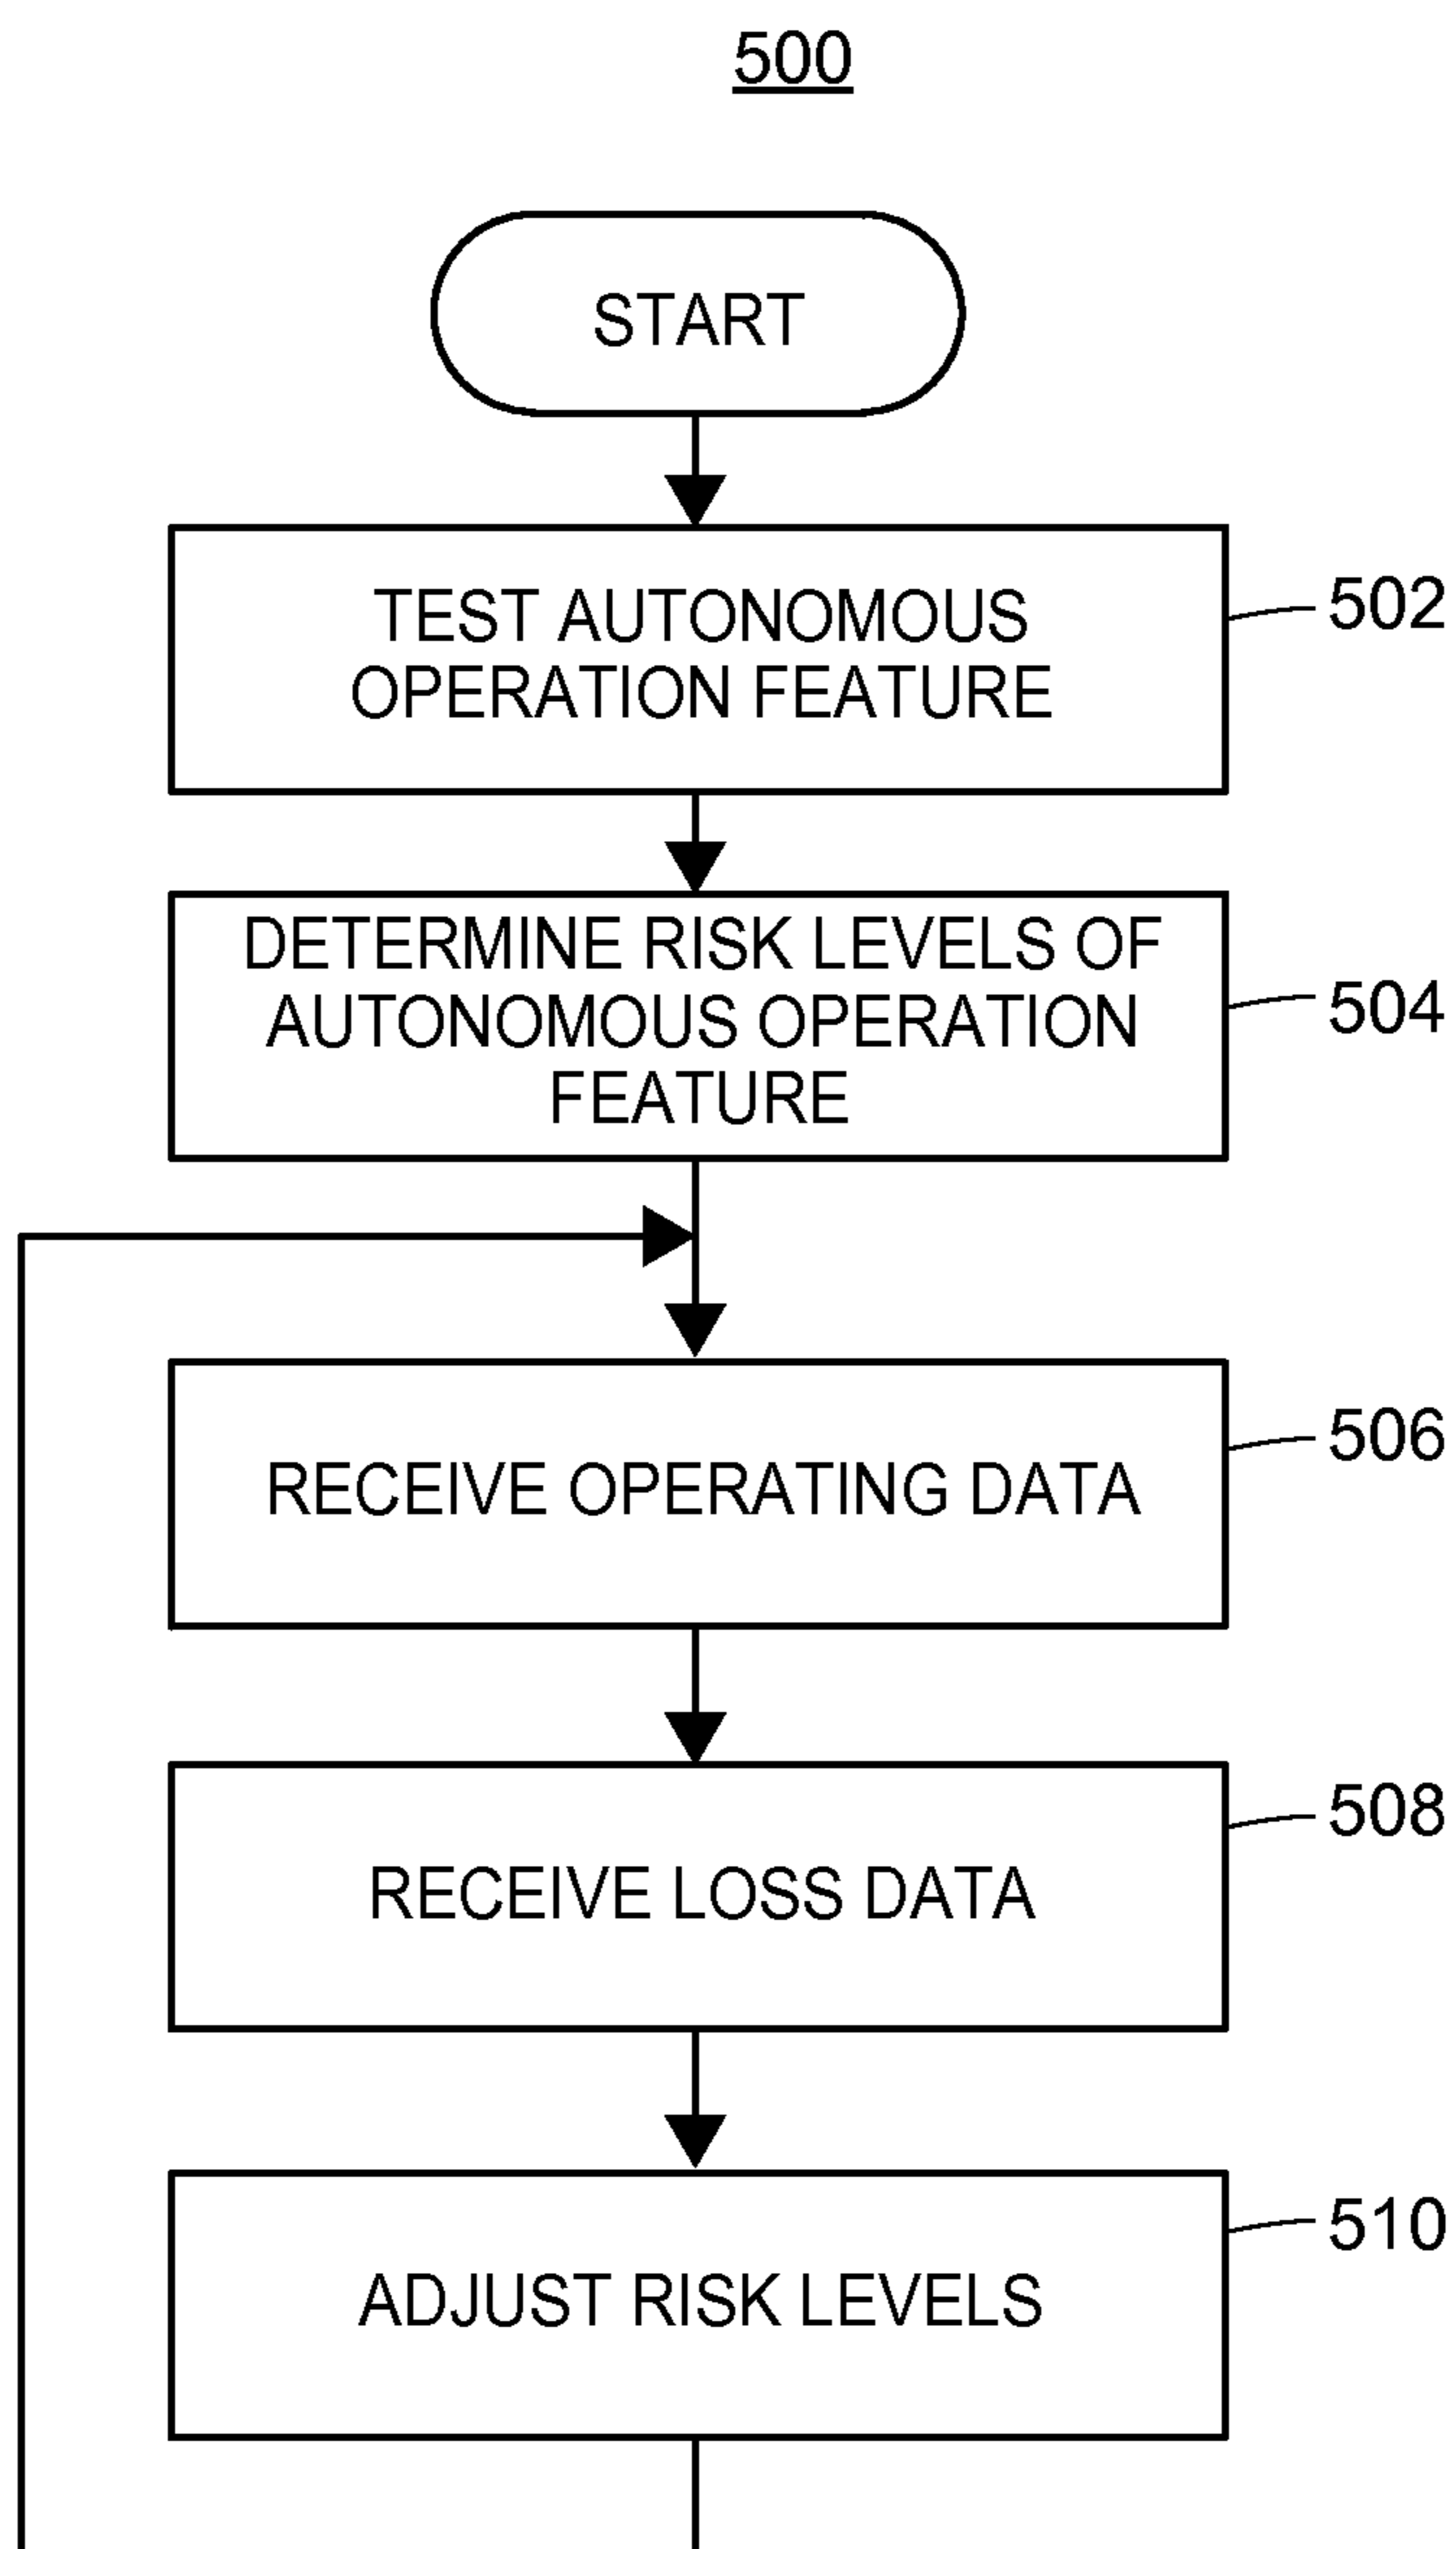 500
START
TEST AUTONOMOUS
OPERATION FEATURE
502
DETERMINE RISK LEVELS OF
AUTONOMOUS OPERATION
FEATURE
504
RECEIVE OPERATING DATA
506
RECEIVE LOSS DATA
508
ADJUST RISK LEVELS
510